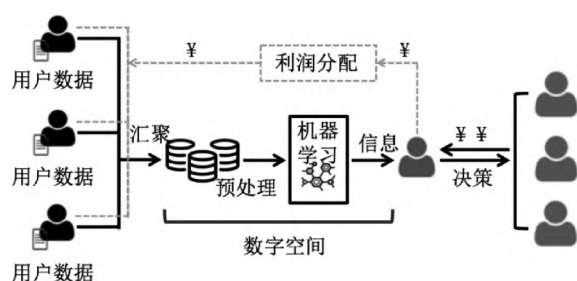 ¥
¥
利润分配
用户数据
汇聚
机器
学习
信息
¥ ¥
用户数据
预处理
决策
数字空间
用户数据